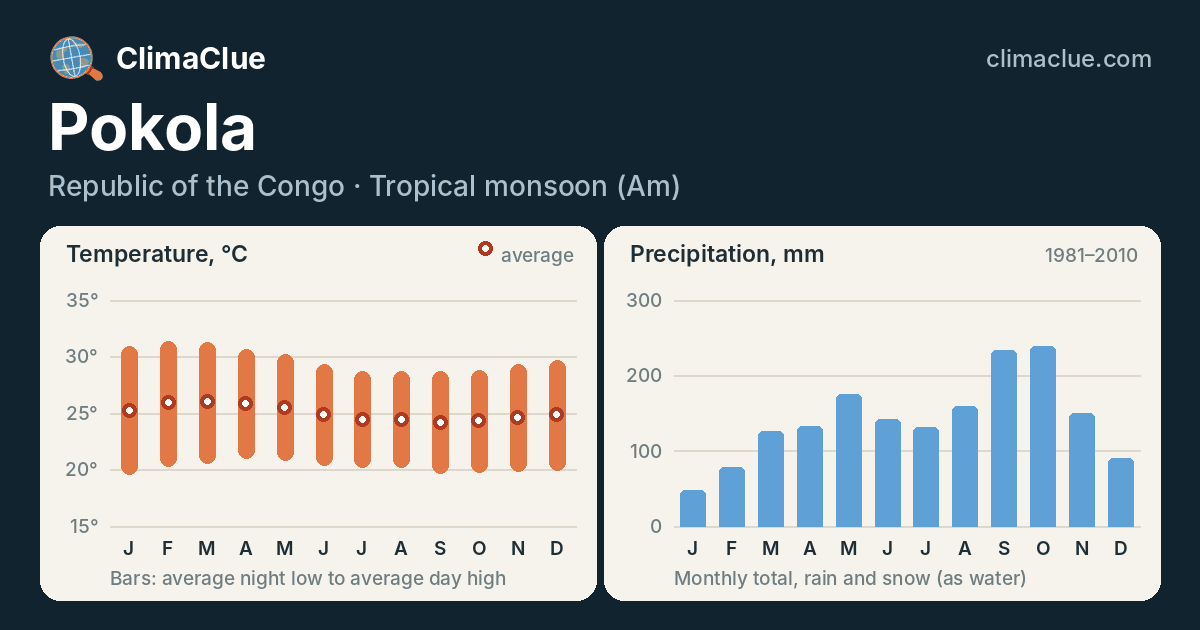 ClimaClue
climaclue.com
Pokola
Republic of the Congo · Tropical monsoon (Am)
Temperature, °C
average
35°
30°
25°
20°
15°
J F M A M J J A S O N D
Bars: average night low to average day high
Precipitation, mm
1981–2010
300
200
100
0
J F M A M J J A S O N D
Monthly total, rain and snow (as water)